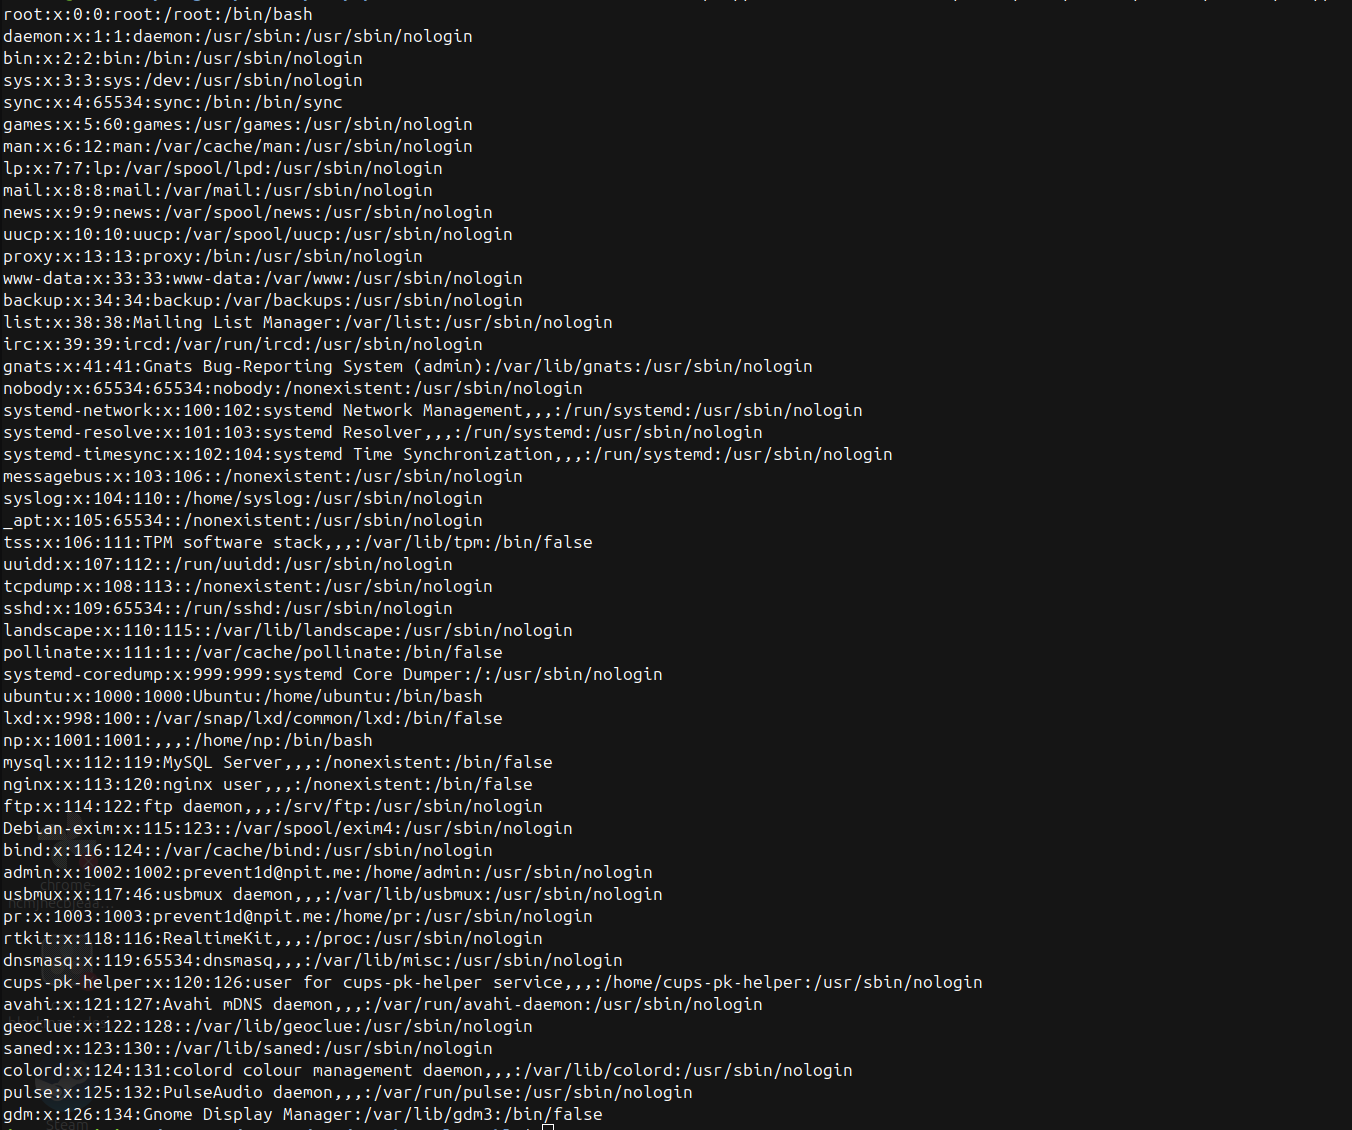 root:x:0:0:root:/root:/bin/bash
daemon:x:1:1:daemon:/usr/sbin:/usr/sbin/nologin
bin:x:2:2:bin:/bin:/usr/sbin/nologin
sys:x:3:3:sys:/dev:/usr/sbin/nologin
sync:x:4:65534:sync:/bin:/bin/sync
games:x:5:60:games:/usr/games:/usr/sbin/nologin
man:x:6:12:man:/var/cache/man:/usr/sbin/nologin
lp:x:7:7:lp:/var/spool/lpd:/usr/sbin/nologin
mail:x:8:8:mail:/var/mail:/usr/sbin/nologin
news:x:9:9:news:/var/spool/news:/usr/sbin/nologin
uucp:x:10:10:uucp:/var/spool/uucp:/usr/sbin/nologin
proxy:x:13:13:proxy:/bin:/usr/sbin/nologin
www-data:x:33:33:www-data:/var/www:/usr/sbin/nologin
backup:x:34:34:backup:/var/backups:/usr/sbin/nologin
list:x:38:38:Mailing List Manager:/var/list:/usr/sbin/nologin
irc:x:39:39:ircd:/var/run/ircd:/usr/sbin/nologin
gnats:x:41:41:Gnats Bug-Reporting System (admin):/var/lib/gnats:/usr/sbin/nologin
nobody:x:65534:65534:nobody:/nonexistent:/usr/sbin/nologin
systemd-network:x:100:102:systemd Network Management,,,:/run/systemd:/usr/sbin/nologin
systemd-resolve:x:101:103:systemd Resolver,,,:/run/systemd:/usr/sbin/nologin
systemd-timesync:x:102:104:systemd Time Synchronization,,,:/run/systemd:/usr/sbin/nologin
messagebus:x:103:106::/nonexistent:/usr/sbin/nologin
syslog:x:104:110::/home/syslog:/usr/sbin/nologin
_apt:x:105:65534::/nonexistent:/usr/sbin/nologin
tss:x:106:111:TPM software stack,,,:/var/lib/tpm:/bin/false
uuidd:x:107:112::/run/uuidd:/usr/sbin/nologin
tcpdump:x:108:113::/nonexistent:/usr/sbin/nologin
sshd:x:109:65534::/run/sshd:/usr/sbin/nologin
landscape:x:110:115::/var/lib/landscape:/usr/sbin/nologin
pollinate:x:111:1::/var/cache/pollinate:/bin/false
systemd-coredump:x:999:999:systemd Core Dumper:/:/usr/sbin/nologin
ubuntu:x:1000:1000:Ubuntu:/home/ubuntu:/bin/bash
lxd:x:998:100::/var/snap/lxd/common/lxd:/bin/false
np:x:1001:1001:,,,:/home/np:/bin/bash
mysql:x:112:119:MySQL Server,,,:/nonexistent:/bin/false
nginx:x:113:120:nginx user,,,:/nonexistent:/bin/false
ftp:x:114:122:ftp daemon,,,:/srv/ftp:/usr/sbin/nologin
Debian-exim:x:115:123::/var/spool/exim4:/usr/sbin/nologin
bind:x:116:124::/var/cache/bind:/usr/sbin/nologin
admin:x:1002:1002:prevent1d@npit.me:/home/admin:/usr/sbin/nologin
usbmux:x:117:46:usbmux daemon,,,:/var/lib/usbmux:/usr/sbin/nologin
pr:x:1003:1003:prevent1d@npit.me:/home/pr:/usr/sbin/nologin
rtkit:x:118:116:RealtimeKit,,,:/proc:/usr/sbin/nologin
dnsmasq:x:119:65534:dnsmasq,,,:/var/lib/misc:/usr/sbin/nologin
cups-pk-helper:x:120:126:user for cups-pk-helper service,,,:/home/cups-pk-helper:/usr/sbin/nologin
avahi:x:121:127:Avahi mDNS daemon,,,:/var/run/avahi-daemon:/usr/sbin/nologin
geoclue:x:122:128::/var/lib/geoclue:/usr/sbin/nologin
saned:x:123:130::/var/lib/saned:/usr/sbin/nologin
colord:x:124:131:colord colour management daemon,,,:/var/lib/colord:/usr/sbin/nologin
pulse:x:125:132:PulseAudio daemon,,,:/var/run/pulse:/usr/sbin/nologin
gdm:x:126:134:Gnome Display Manager:/var/lib/gdm3:/bin/false
Steam